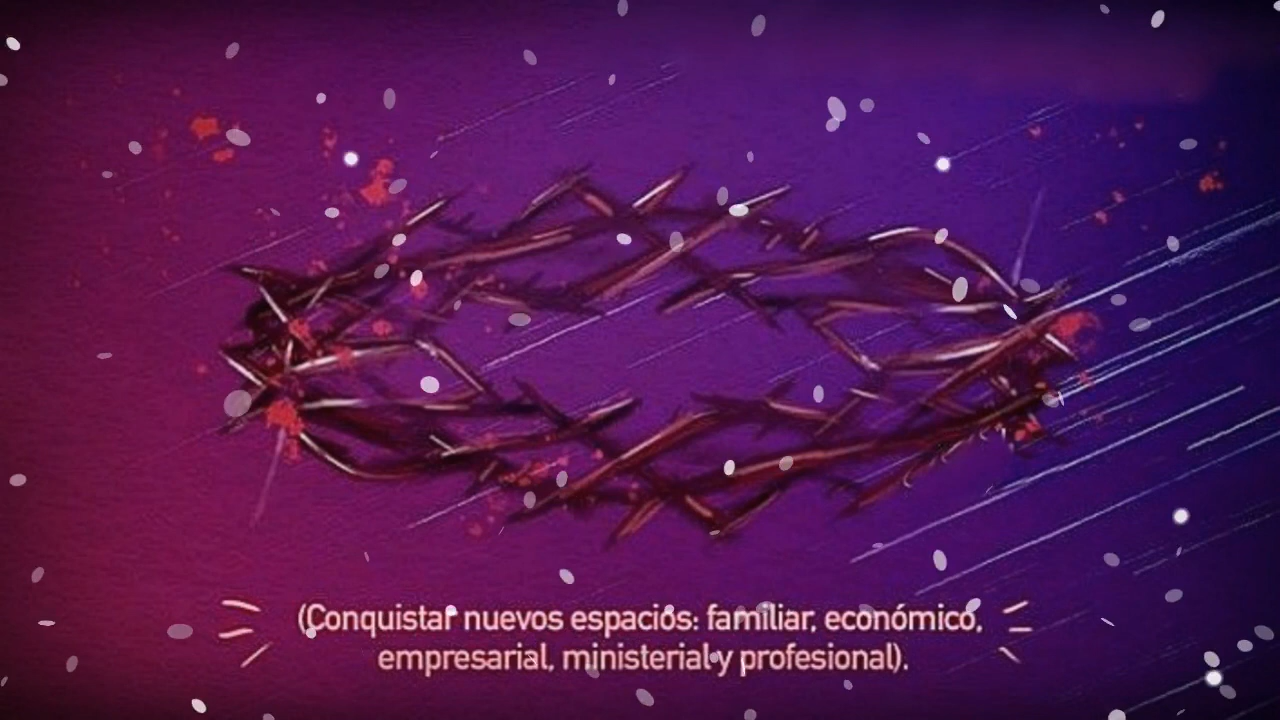 (Conquistar nuevos espacios: familiar, económico,
empresarial, ministerial y profesional).